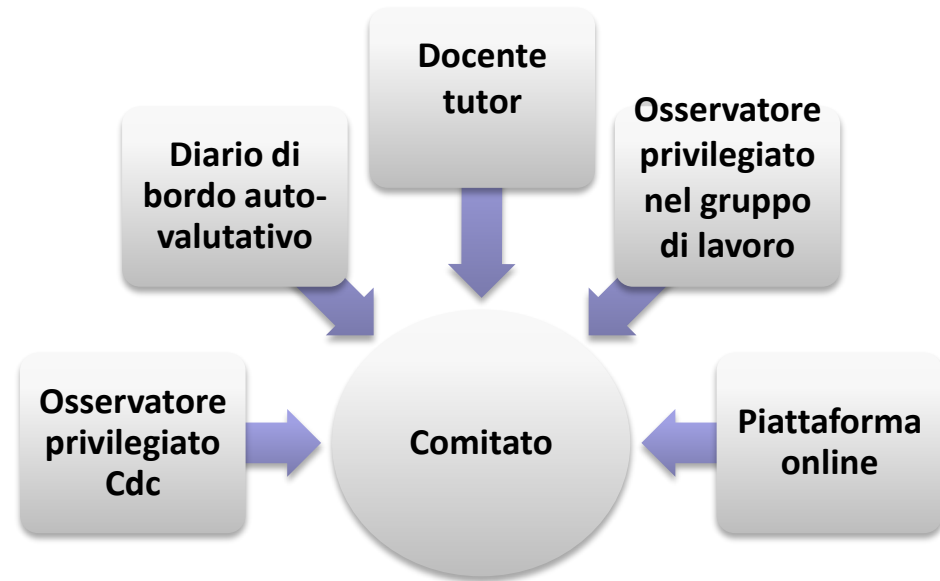 Docente
tutor
Osservatore
privilegiato
nel gruppo
di lavoro
Diario di
bordo auto-
valutativo
Osservatore
privilegiato
Cdc
Comitato
Piattaforma
online